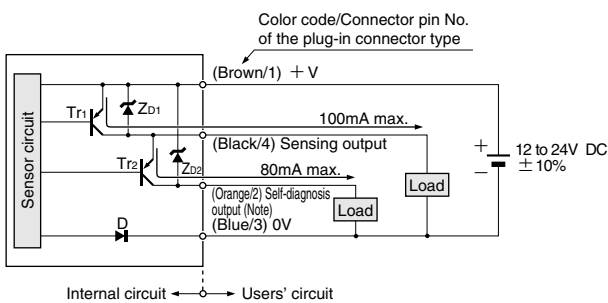 Color code/Connector pin No.
of the plug-in connector type
(Brown/1) +V
Tr1
ZD1
100mA max.
(Black/4) Sensing output
Sensor circuit
Tr2
ZD2
80mA max.
+
−
12 to 24V DC
±10%
Load
(Orange/2) Self-diagnosis
output (Note)
Load
D
(Blue/3) 0V
Internal circuit
Users' circuit